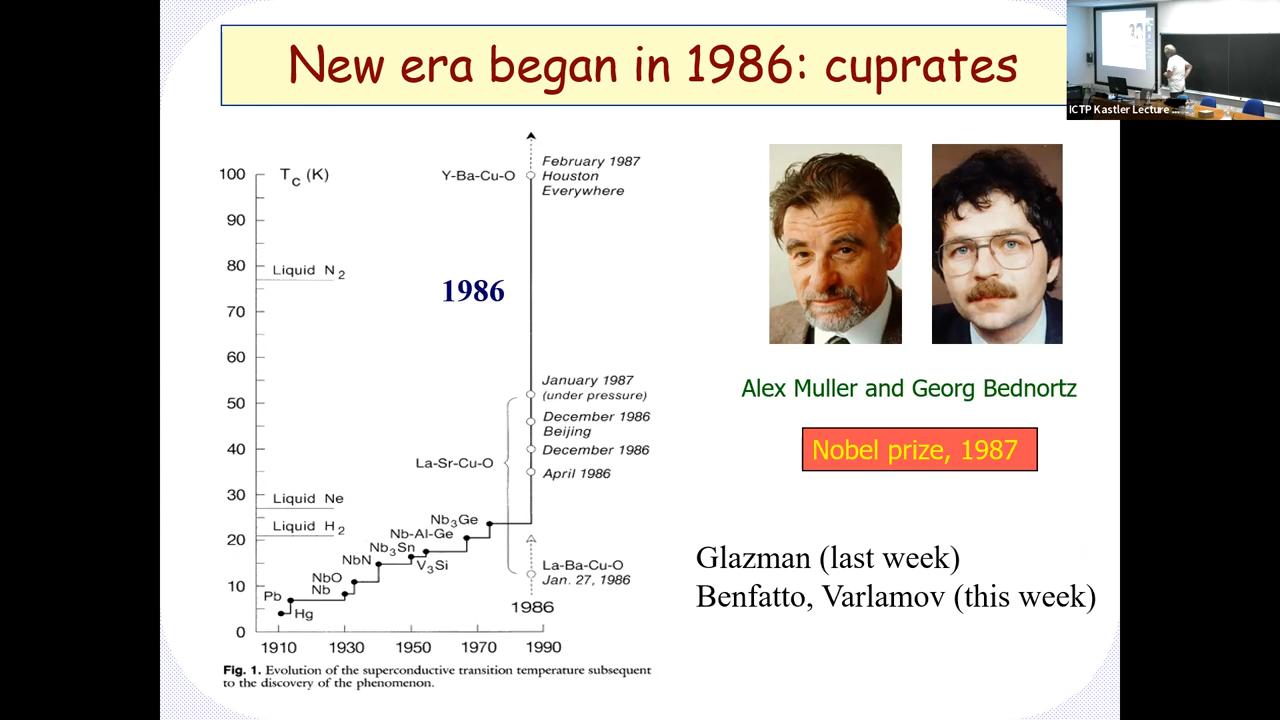 New era began in 1986: cuprates
ICTP Kastler Lecture ...
100
90
80
70
60
50
40
30
20
10
0
T c (K)
Liquid N 2
Liquid Ne
Liquid H 2
1986
Y-Ba-Cu-O
February 1987
Houston
Everywhere
January 1987
(under pressure)
December 1986
Beijing
December 1986
April 1986
La-Sr-Cu-O
Nb3Ge
Nb-Al-Ge
Nb3Sn
V3Si
NbN
NbO
Nb
Pb
Hg
La-Ba-Cu-O
Jan. 27, 1986
1986
1910 1930 1950 1970 1990
Fig. 1. Evolution of the superconductive transition temperature subsequent
to the discovery of the phenomenon.
Alex Muller and Georg Bednortz
Nobel prize, 1987
Glazman (last week)
Benfatto, Varlamov (this week)